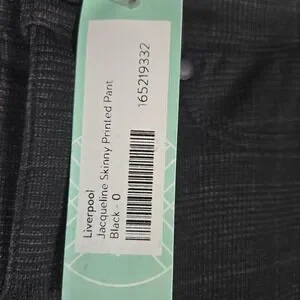 Liverpool
Jacqueline Skinny Printed Pant
Black - 0
165219332